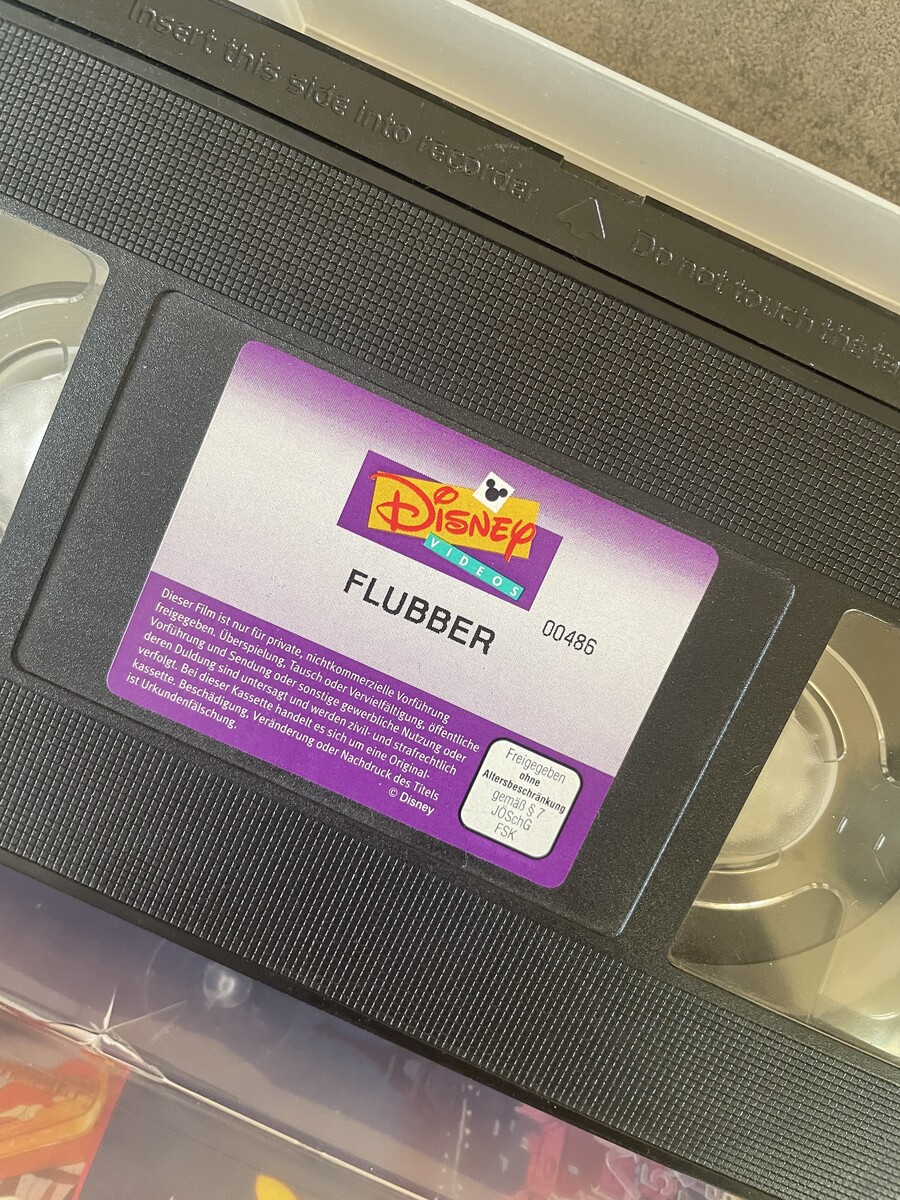 Insert this side into recorder
Do not touch the
DISNEY
VIDEOS
FLUBBER
00486
Dieser Film ist nur für private, nichtkommerzielle Vorführung
freigegeben. Überspielung, Tausch oder Vervielfältigung, öffentliche
Vorführung und Sendung oder sonstige gewerbliche Nutzung oder
deren Duldung sind untersagt und werden zivil- und strafrechtlich
verfolgt. Bei dieser Kassette handelt es sich um eine Original-
kassette. Beschädigung, Veränderung oder Nachdruck des Titels
ist Urkundenfälschung.
© Disney
Freigegeben
ohne
Altersbeschränkung
gemäß § 7
JÖSchG
FSK